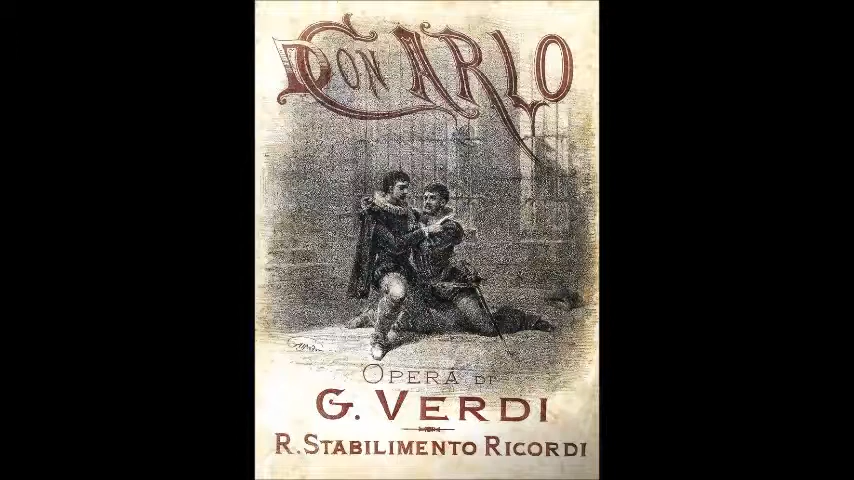 DON CARLO
OPERA DI
G. VERDI
R. STABILIMENTO RICORDI